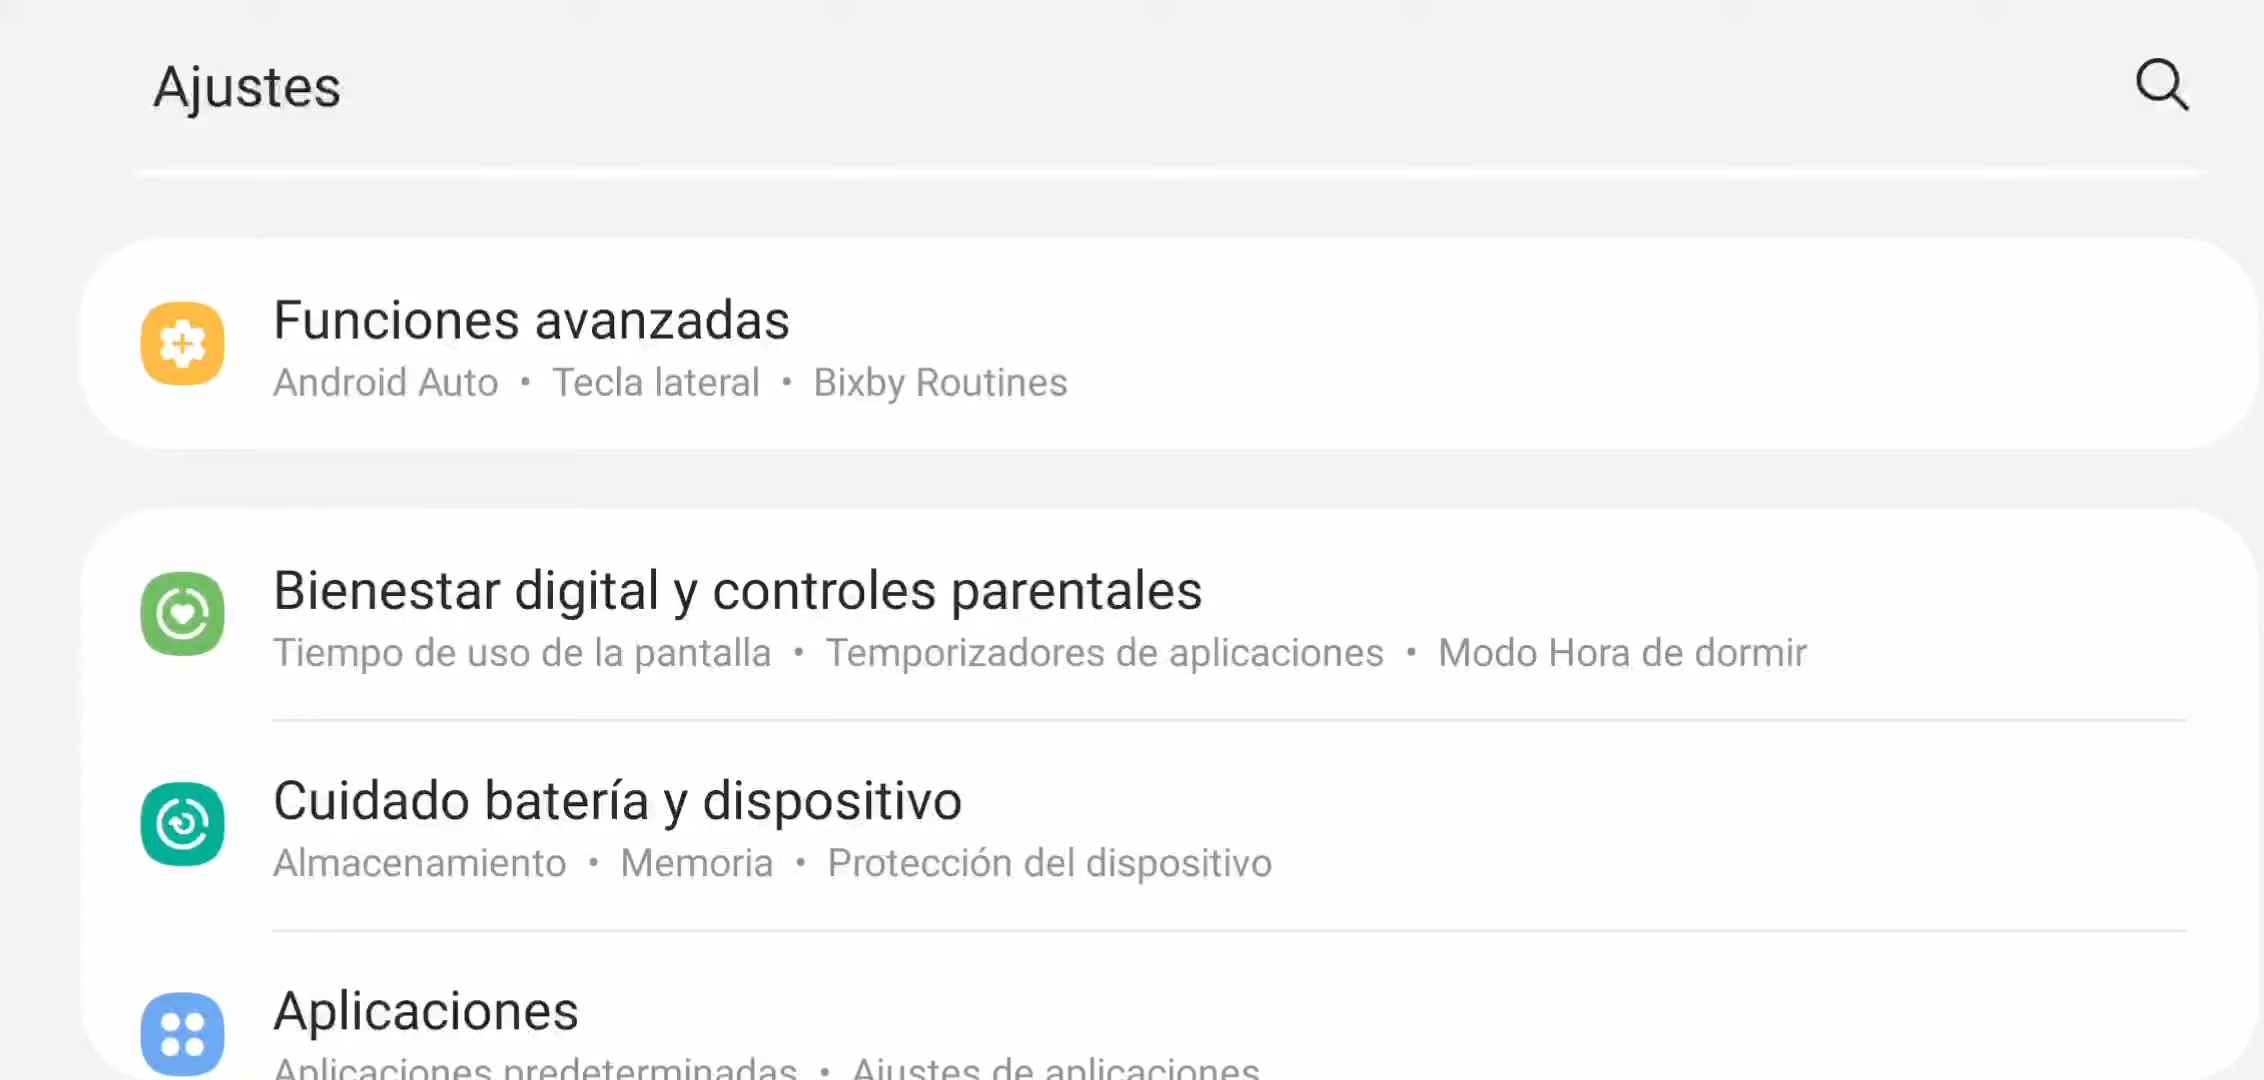 Ajustes
Funciones avanzadas
Android Auto • Tecla lateral • Bixby Routines
Bienestar digital y controles parentales
Tiempo de uso de la pantalla • Temporizadores de aplicaciones • Modo Hora de dormir
Cuidado batería y dispositivo
Almacenamiento • Memoria • Protección del dispositivo
Aplicaciones
Aplicaciones predeterminadas • Ajustes de aplicaciones